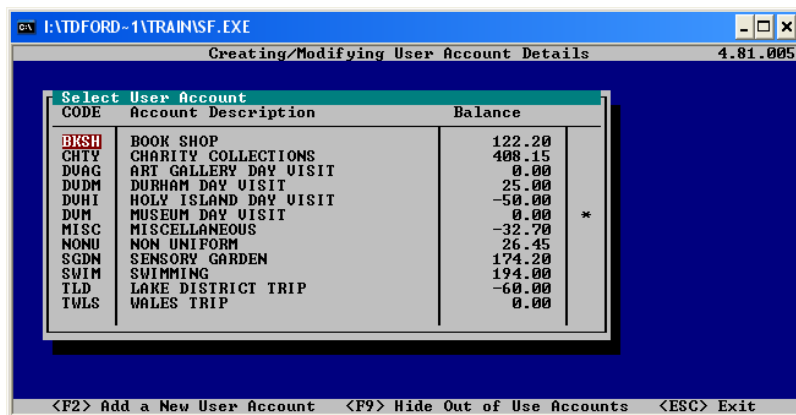 I:\TDFORD~1\TRAIN\SF.EXE
Creating/Modifying User Account Details 4.81.005
Select User Account
CODE Account Description Balance
BKSH BOOK SHOP 122.20
CHTY CHARITY COLLECTIONS 408.15
DVAG ART GALLERY DAY VISIT 0.00
DVDM DURHAM DAY VISIT 25.00
DVHI HOLY ISLAND DAY VISIT -50.00
DVM MUSEUM DAY VISIT 0.00 *
MISC MISCELLANEOUS -32.70
NONU NON UNIFORM 26.45
SGDN SENSORY GARDEN 174.20
SWIM SWIMMING 194.00
TLD LAKE DISTRICT TRIP -60.00
TWLS WALES TRIP 0.00
<F2> Add a New User Account <F9> Hide Out of Use Accounts <ESC> Exit